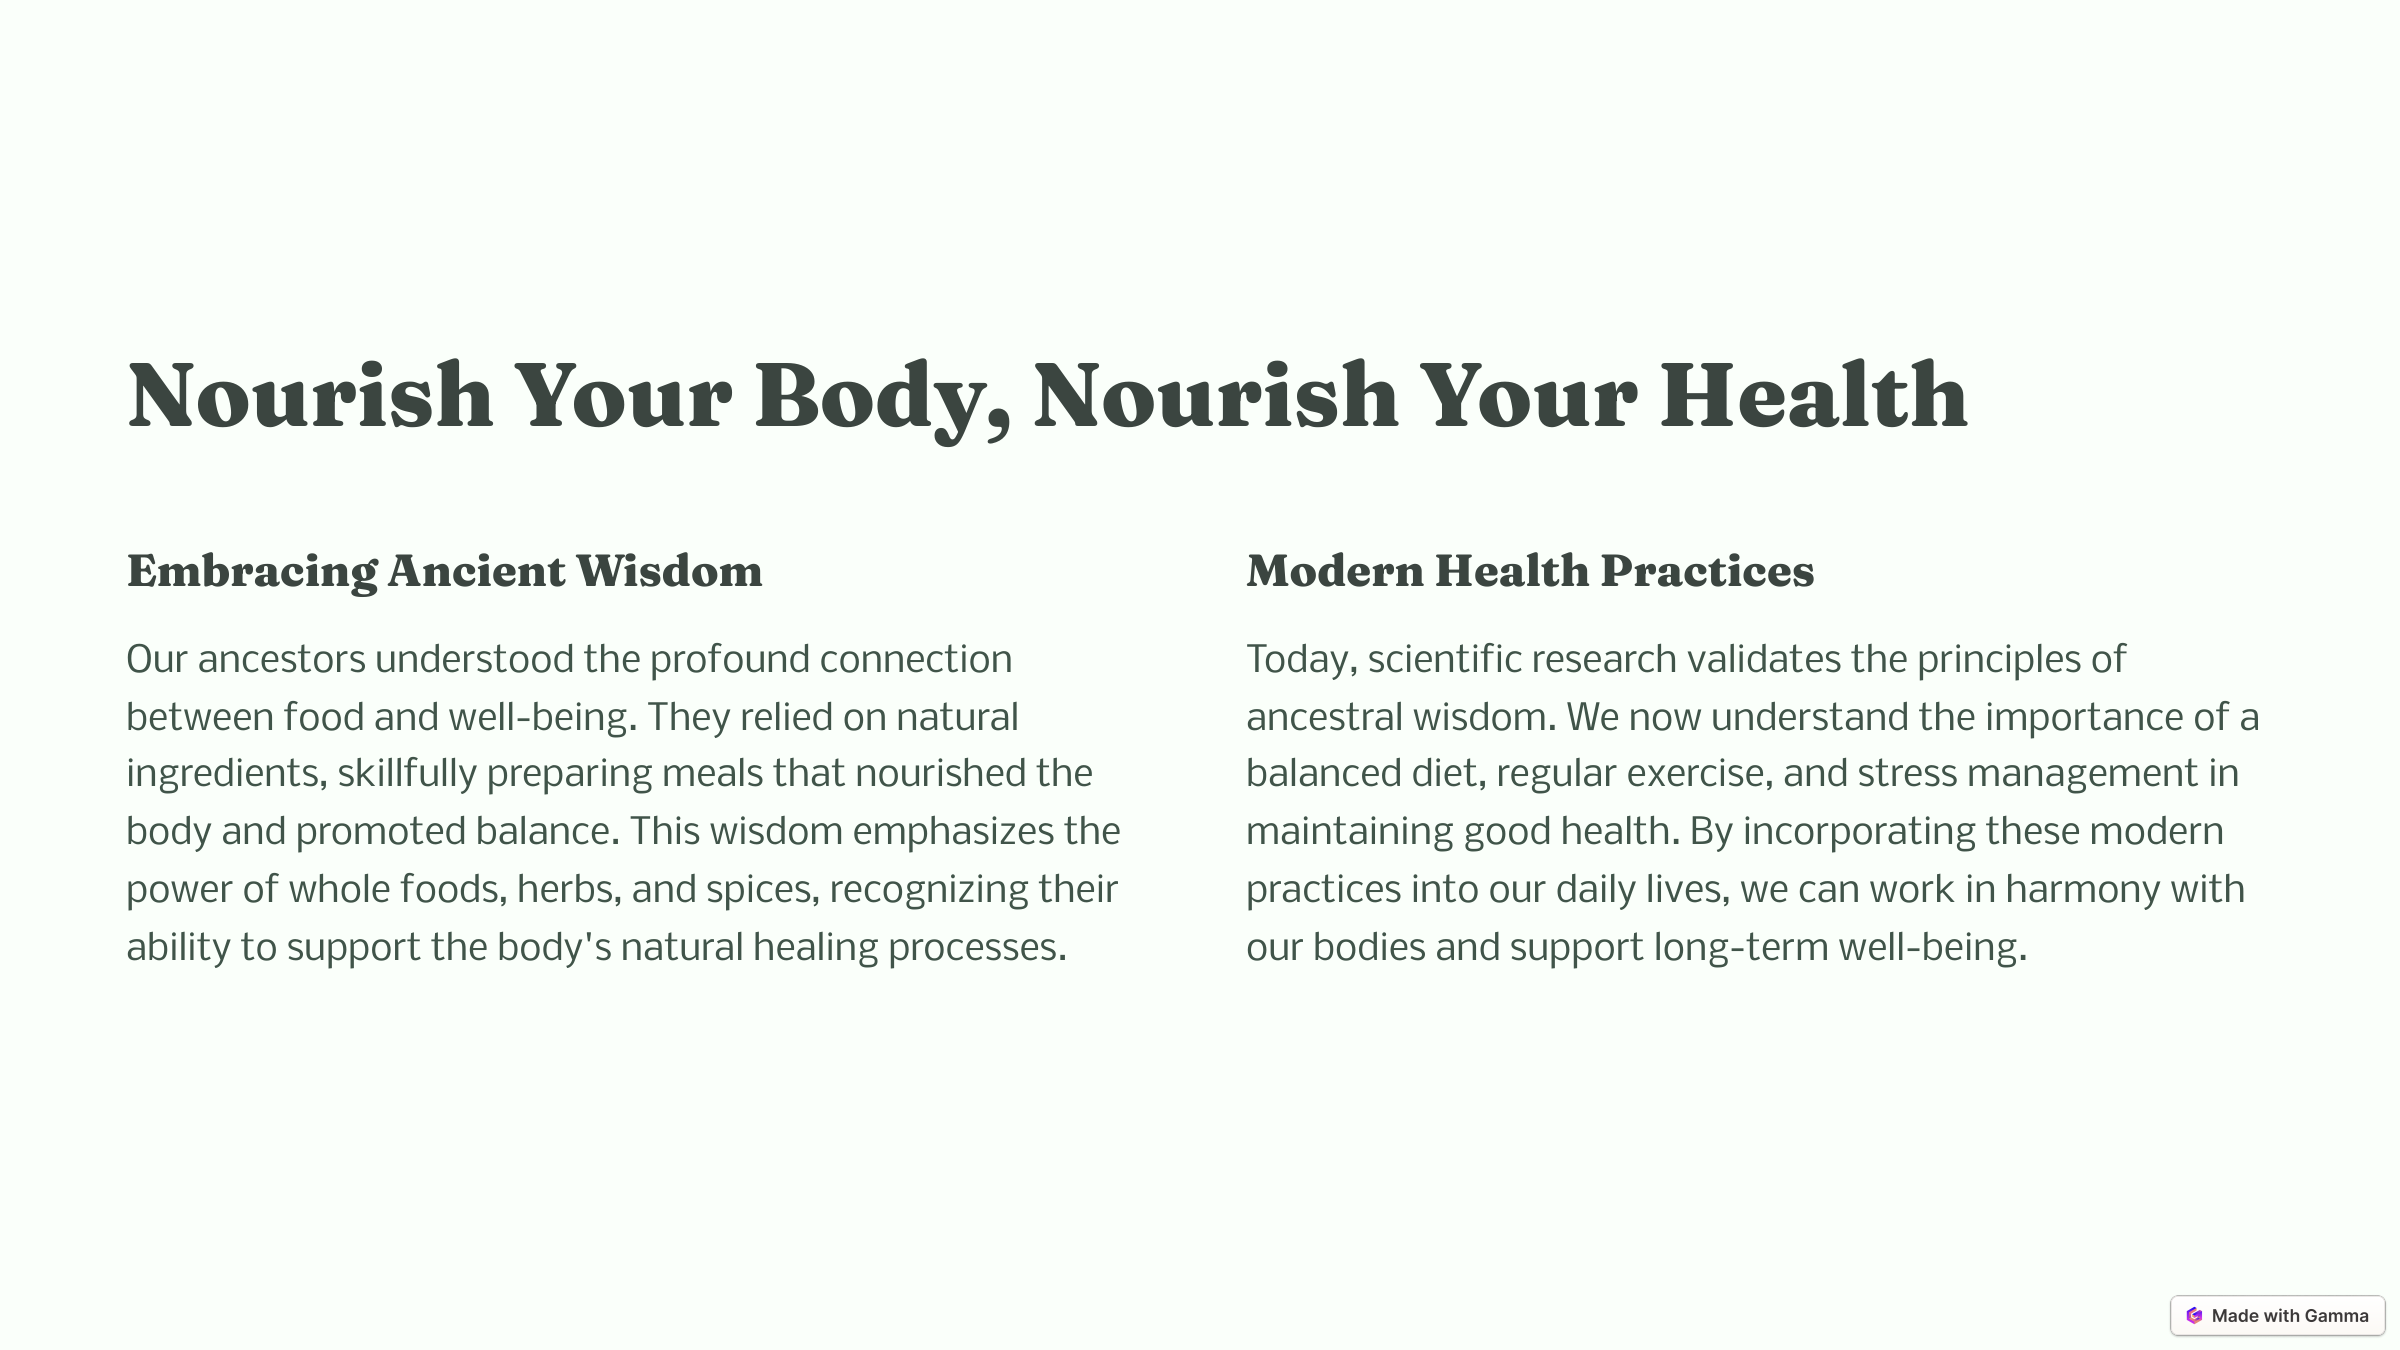 Nourish Your Body, Nourish Your Health
Embracing Ancient Wisdom
Our ancestors understood the profound connection
between food and well-being. They relied on natural
ingredients, skillfully preparing meals that nourished the
body and promoted balance. This wisdom emphasizes the
power of whole foods, herbs, and spices, recognizing their
ability to support the body's natural healing processes.
Modern Health Practices
Today, scientific research validates the principles of
ancestral wisdom. We now understand the importance of a
balanced diet, regular exercise, and stress management in
maintaining good health. By incorporating these modern
practices into our daily lives, we can work in harmony with
our bodies and support long-term well-being.
Made with Gamma